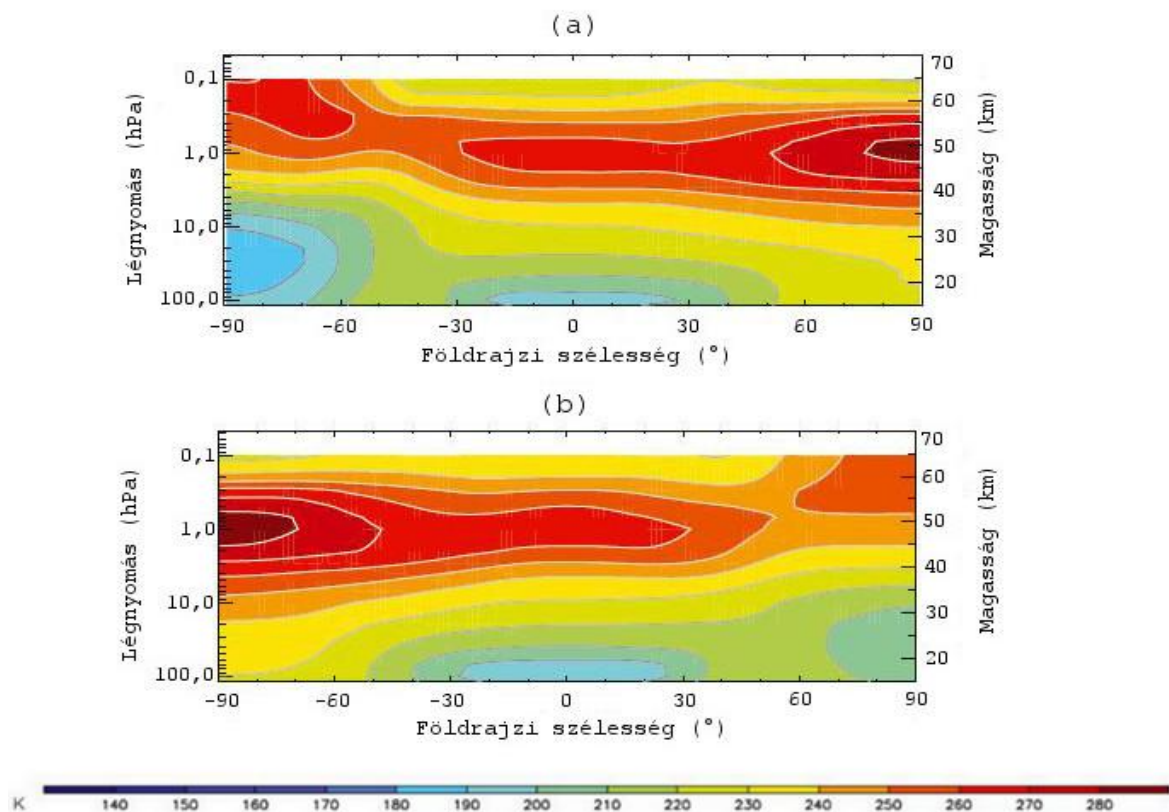 (a)
Légnyomás (hPa)
0,1
1,0
10,0
100,0
70
60
50
40
30
20
Magasság (km)
-90 -60 -30 0 30 60 90
Földrajzi szélesség (°)
(b)
Légnyomás (hPa)
0,1
1,0
10,0
100,0
70
60
50
40
30
20
Magasság (km)
-90 -60 -30 0 30 60 90
Földrajzi szélesség (°)
K 140 150 160 170 180 190 200 210 220 230 240 250 260 270 280